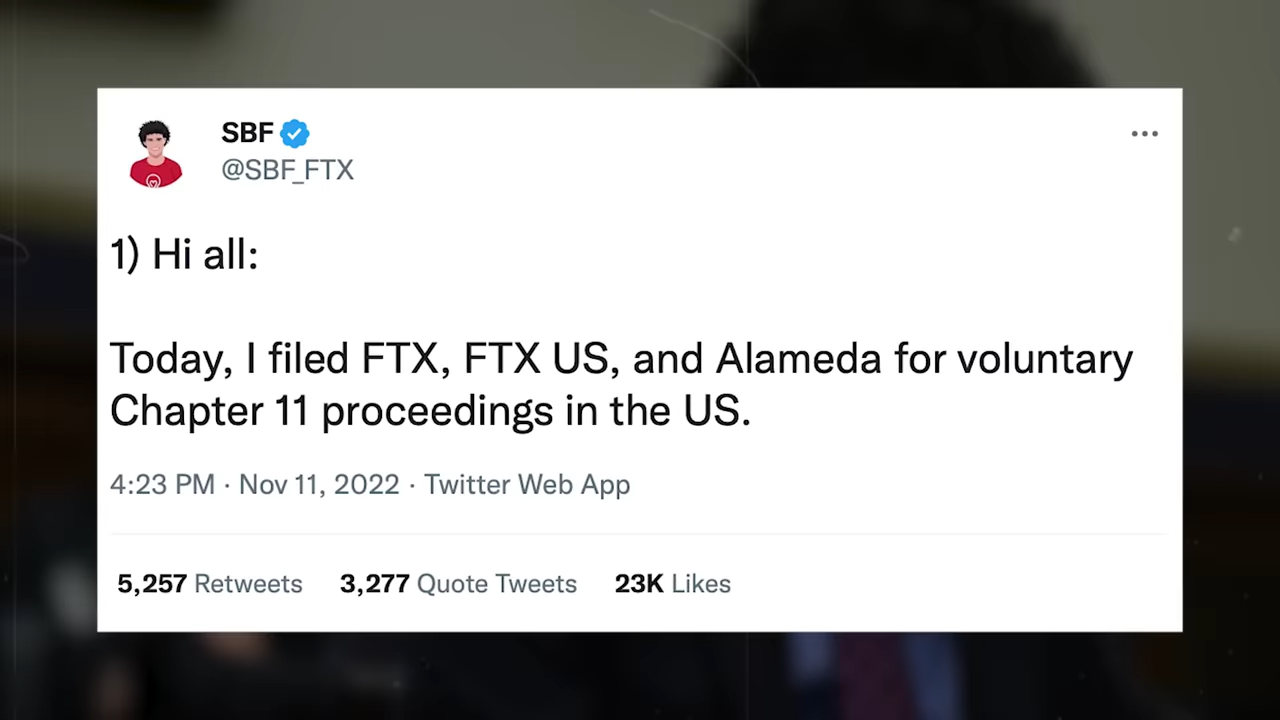 SBF
@SBF_FTX
1) Hi all:
Today, I filed FTX, FTX US, and Alameda for voluntary
Chapter 11 proceedings in the US.
4:23 PM · Nov 11, 2022 · Twitter Web App
5,257 Retweets 3,277 Quote Tweets 23K Likes